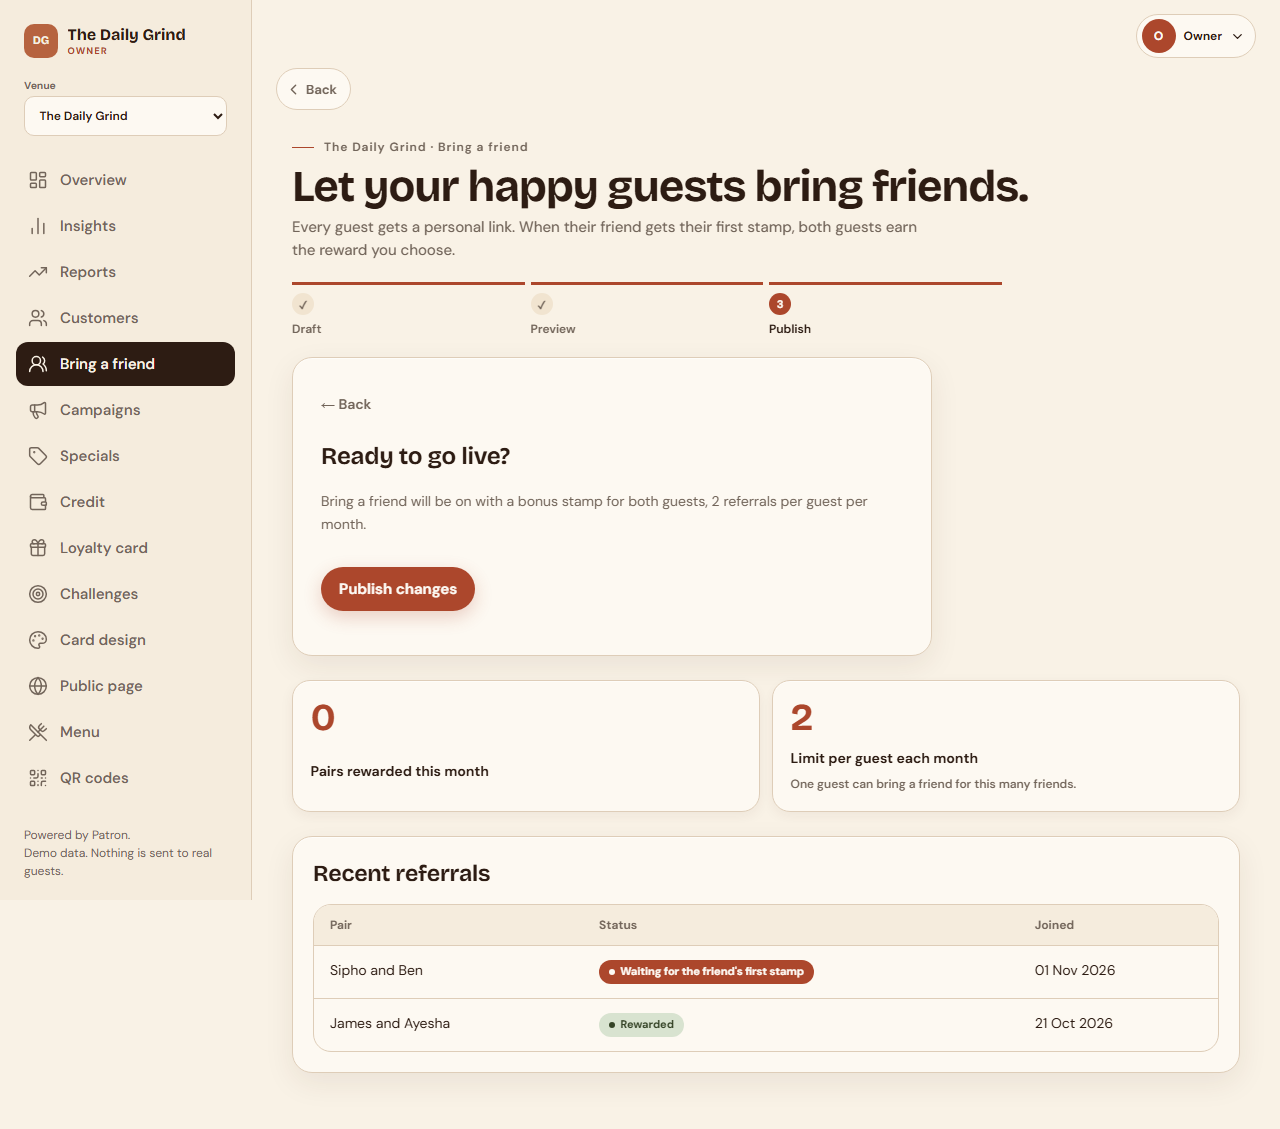 DG
The Daily Grind
OWNER
Venue
The Daily Grind
Overview
Insights
Reports
Customers
Bring a friend
Campaigns
Specials
Credit
Loyalty card
Challenges
Card design
Public page
Menu
QR codes
Powered by Patron.
Demo data. Nothing is sent to real
guests.
O
Owner
Back
The Daily Grind · Bring a friend
Let your happy guests bring friends.
Every guest gets a personal link. When their friend gets their first stamp, both guests earn
the reward you choose.
✓
Draft
✓
Preview
3
Publish
← Back
Ready to go live?
Bring a friend will be on with a bonus stamp for both guests, 2 referrals per guest per
month.
Publish changes
0
Pairs rewarded this month
2
Limit per guest each month
One guest can bring a friend for this many friends.
Recent referrals
Pair Status Joined
Sipho and Ben Waiting for the friend's first stamp 01 Nov 2026
James and Ayesha Rewarded 21 Oct 2026